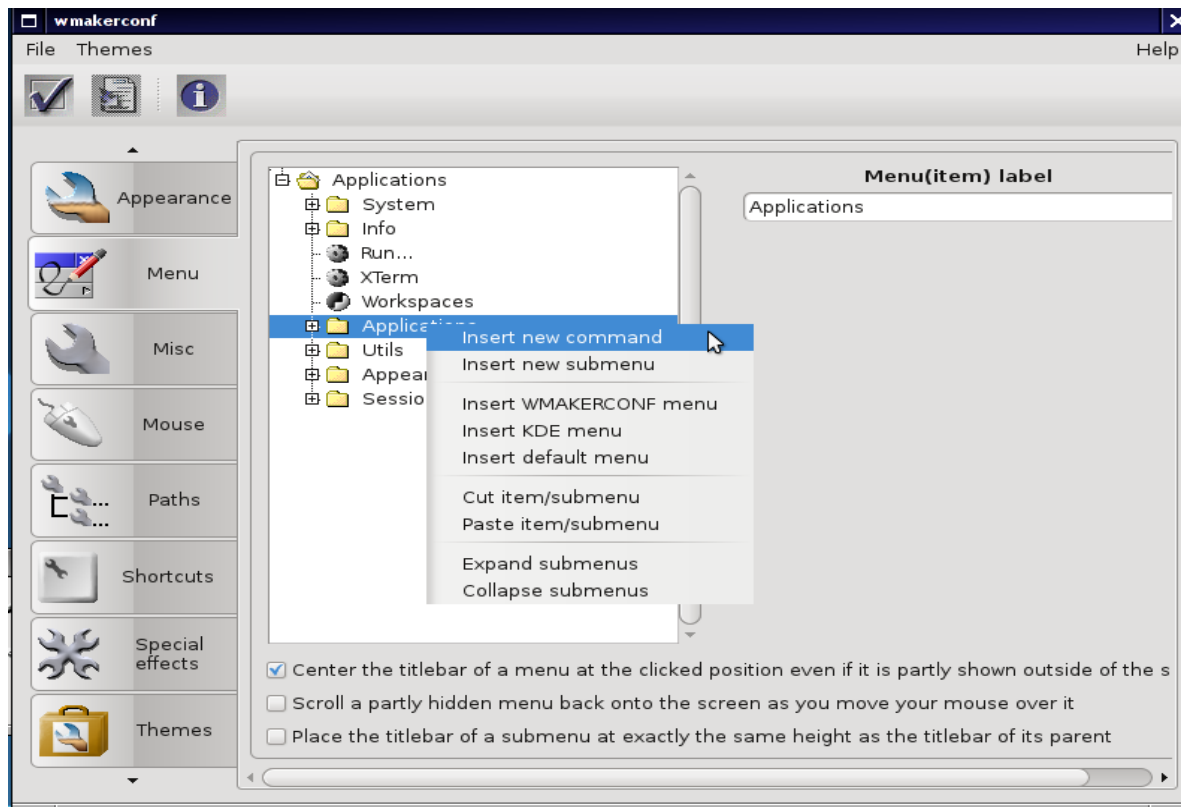 wmakerconf
File Themes Help
Appearance
Menu
Misc
Mouse
Paths
Shortcuts
Special
effects
Themes
Applications
System
Info
Run...
XTerm
Workspaces
Utils
Insert new command
Insert new submenu
Insert WMAKERCONF menu
Insert KDE menu
Insert default menu
Cut item/submenu
Paste item/submenu
Expand submenus
Collapse submenus
Menu(item) label
Applications
Center the titlebar of a menu at the clicked position even if it is partly shown outside of the s
Scroll a partly hidden menu back onto the screen as you move your mouse over it
Place the titlebar of a submenu at exactly the same height as the titlebar of its parent